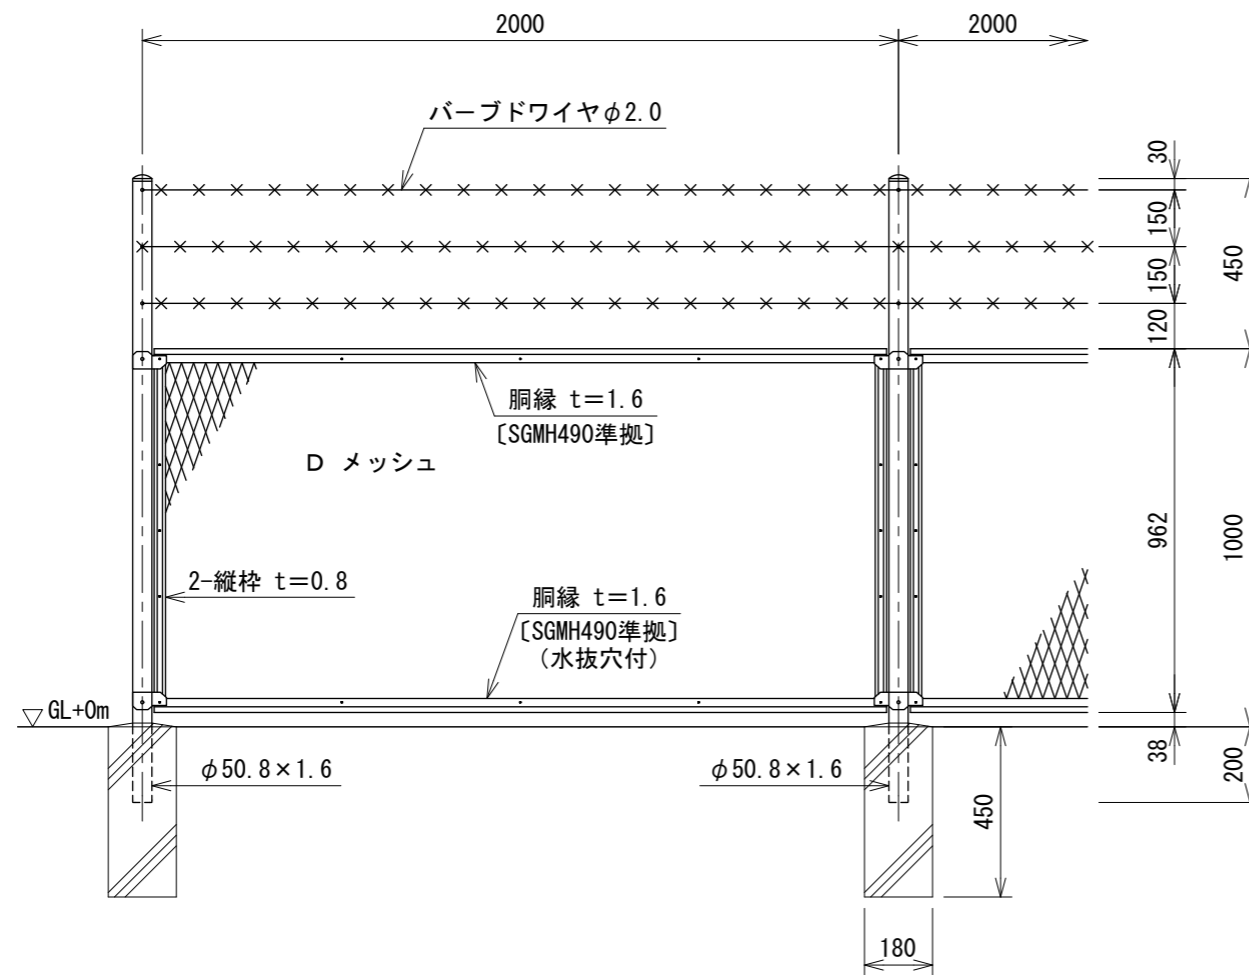 2000
2000
バーブドワイヤφ2.0
30
150
150
120
450
胴縁 t=1.6
〔SGMH490準拠〕
D メッシュ
962
1000
2-縦枠 t=0.8
胴縁 t=1.6
〔SGMH490準拠〕
(水抜穴付)
GL+0m
φ50.8×1.6
φ50.8×1.6
38
200
450
180